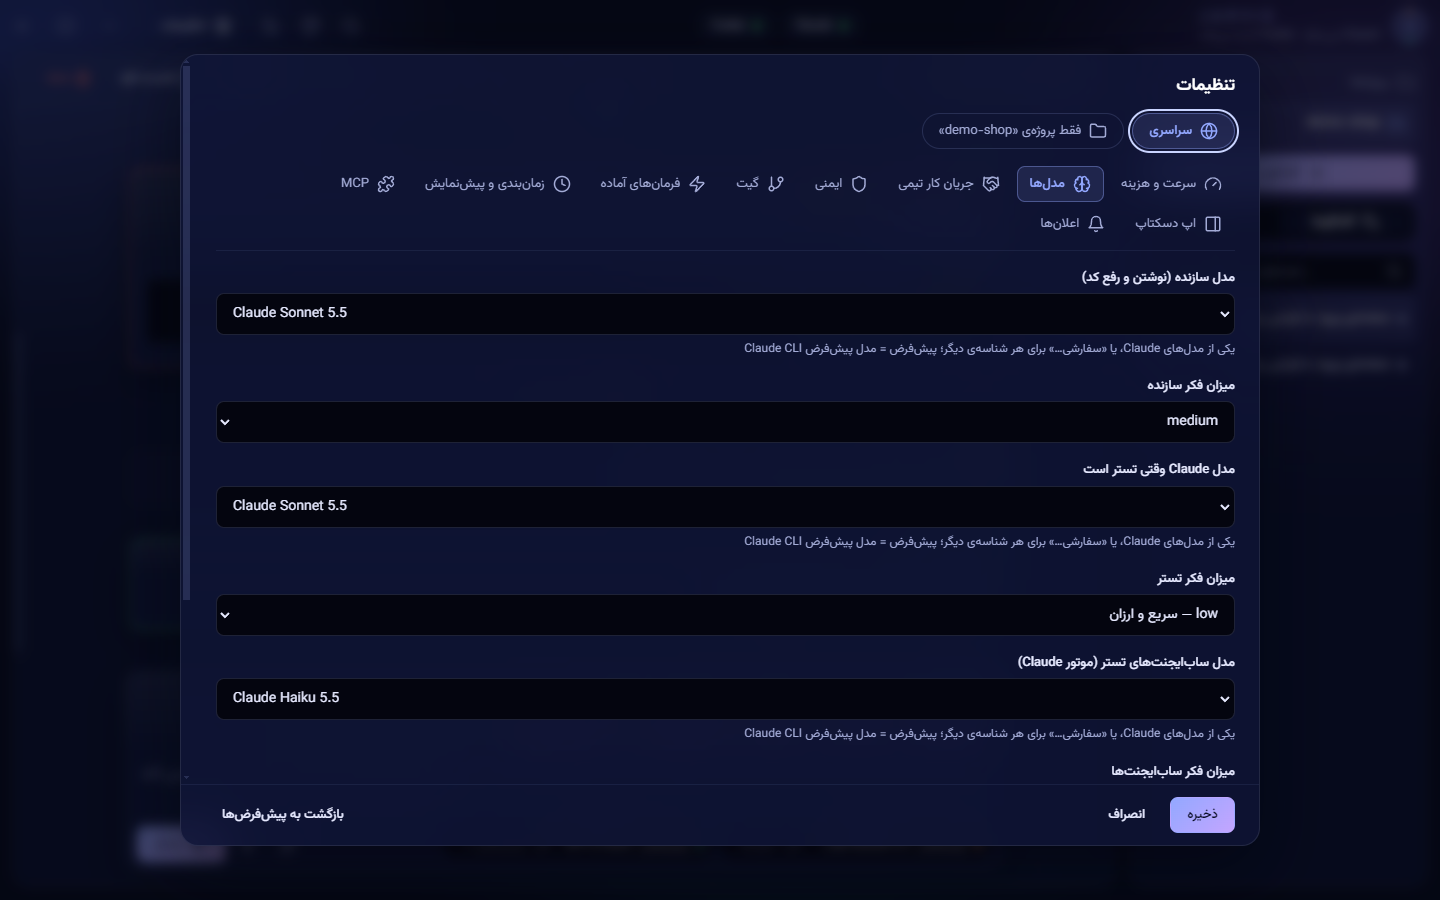 تنظیمات
سراسری
فقط پروژه‌ی «demo-shop»
سرعت و هزینه
مدل‌ها
جریان کار تیمی
ایمنی
گیت
فرمان‌های آماده
زمان‌بندی و پیش‌نمایش
MCP
اپ دسکتاپ
اعلان‌ها
مدل سازنده (نوشتن و رفع کد)
Claude Sonnet 5.5
یکی از مدل‌های Claude، یا «سفارشی…» برای هر شناسه‌ی دیگر؛ پیش‌فرض = مدل پیش‌فرض Claude CLI
میزان فکر سازنده
medium
مدل Claude وقتی تستر است
Claude Sonnet 5.5
یکی از مدل‌های Claude، یا «سفارشی…» برای هر شناسه‌ی دیگر؛ پیش‌فرض = مدل پیش‌فرض Claude CLI
میزان فکر تستر
low — سریع و ارزان
مدل ساب‌ایجنت‌های تستر (موتور Claude)
Claude Haiku 5.5
یکی از مدل‌های Claude، یا «سفارشی…» برای هر شناسه‌ی دیگر؛ پیش‌فرض = مدل پیش‌فرض Claude CLI
میزان فکر ساب‌ایجنت‌ها
ذخیره
انصراف
بازگشت به پیش‌فرض‌ها